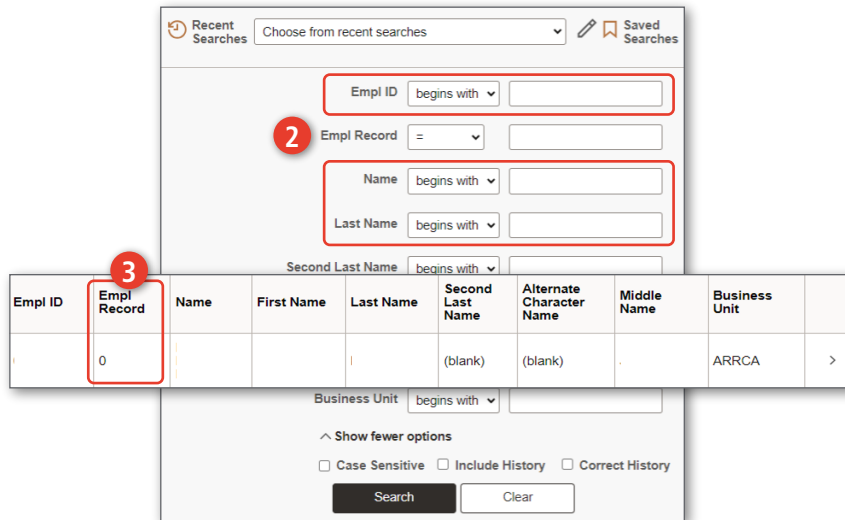 Recent Searches
Choose from recent searches
Saved Searches
Empl ID begins with
2
Empl Record =
Name begins with
Last Name begins with
3
Second Last Name begins with
Empl ID Empl Record Name First Name Last Name Second Last Name Alternate Character Name Middle Name Business Unit
0 (blank) (blank) ARRCA >
Business Unit begins with
Show fewer options
Case Sensitive Include History Correct History
Search Clear